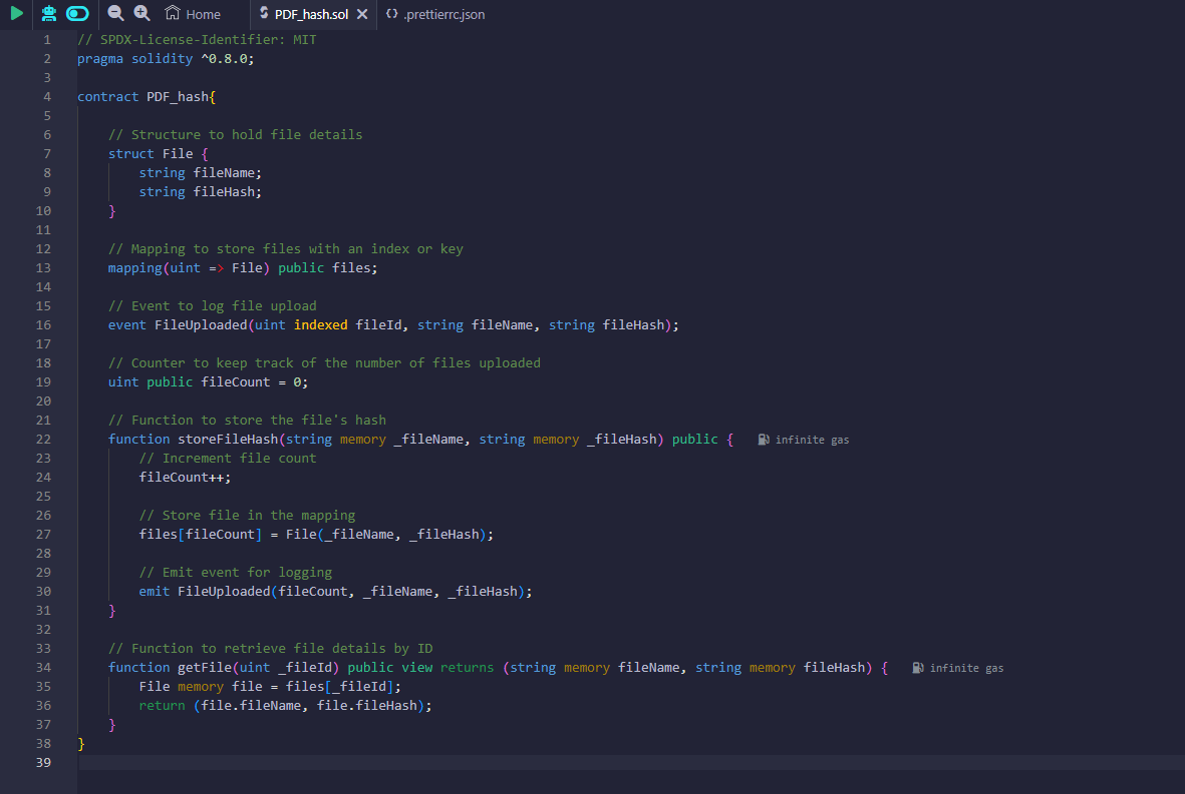 Home PDF_hash.sol .prettierrc.json
1 // SPDX-License-Identifier: MIT
2 pragma solidity ^0.8.0;
3
4 contract PDF_hash{
5
6     // Structure to hold file details
7     struct File {
8         string fileName;
9         string fileHash;
10     }
11
12     // Mapping to store files with an index or key
13     mapping(uint => File) public files;
14
15     // Event to log file upload
16     event FileUploaded(uint indexed fileId, string fileName, string fileHash);
17
18     // Counter to keep track of the number of files uploaded
19     uint public fileCount = 0;
20
21     // Function to store the file's hash
22     function storeFileHash(string memory _fileName, string memory _fileHash) public { infinite gas
23         // Increment file count
24         fileCount++;
25
26         // Store file in the mapping
27         files[fileCount] = File(_fileName, _fileHash);
28
29         // Emit event for logging
30         emit FileUploaded(fileCount, _fileName, _fileHash);
31     }
32
33     // Function to retrieve file details by ID
34     function getFile(uint _fileId) public view returns (string memory fileName, string memory fileHash) { infinite gas
35         File memory file = files[_fileId];
36         return (file.fileName, file.fileHash);
37     }
38 }
39